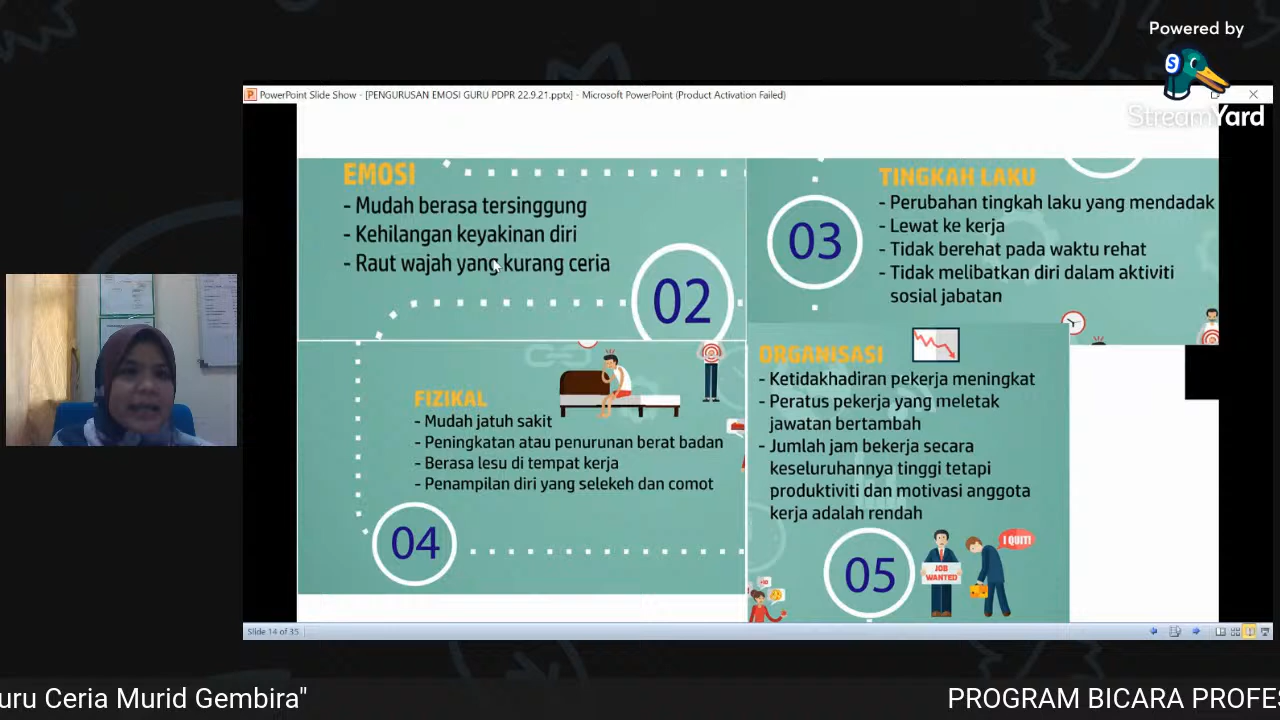 Powered by
StreamYard
PowerPoint Slide Show - [PENGURUSAN EMOSI GURU PDPR 22.9.21.pptx] - Microsoft PowerPoint (Product Activation Failed)
EMOSI
- Mudah berasa tersinggung
- Kehilangan keyakinan diri
- Raut wajah yang kurang ceria
02
TINGKAH LAKU
- Perubahan tingkah laku yang mendadak
- Lewat ke kerja
- Tidak berehat pada waktu rehat
- Tidak melibatkan diri dalam aktiviti
sosial jabatan
03
FIZIKAL
- Mudah jatuh sakit
- Peningkatan atau penurunan berat badan
- Berasa lesu di tempat kerja
- Penampilan diri yang selekeh dan comot
04
ORGANISASI
- Ketidakhadiran pekerja meningkat
- Peratus pekerja yang meletak
jawatan bertambah
- Jumlah jam bekerja secara
keseluruhannya tinggi tetapi
produktiviti dan motivasi anggota
kerja adalah rendah
05
JOB
WANTED
I QUIT!
Slide 14 of 35
uru Ceria Murid Gembira"
PROGRAM BICARA PROFES